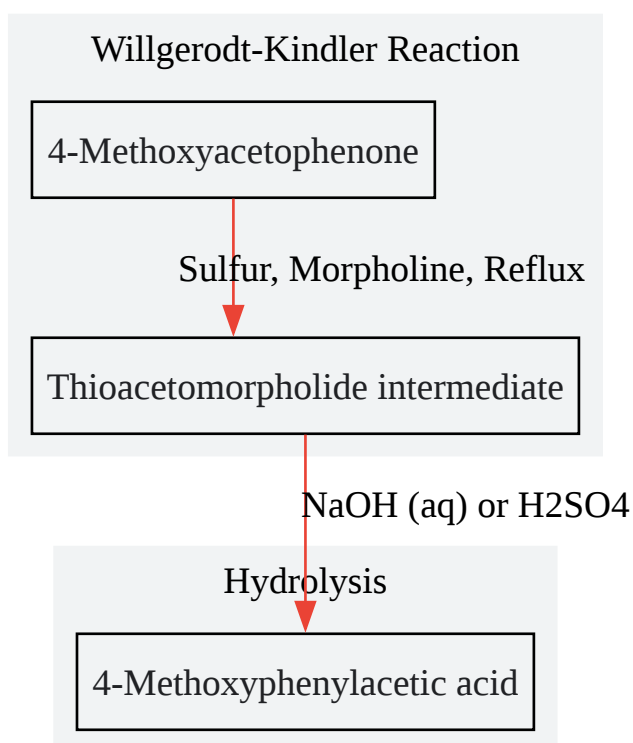 Willgerodt-Kindler Reaction
4-Methoxyacetophenone
Sulfur, Morpholine, Reflux
Thioacetomorpholide intermediate
NaOH (aq) or H2SO4
Hydrolysis
4-Methoxyphenylacetic acid